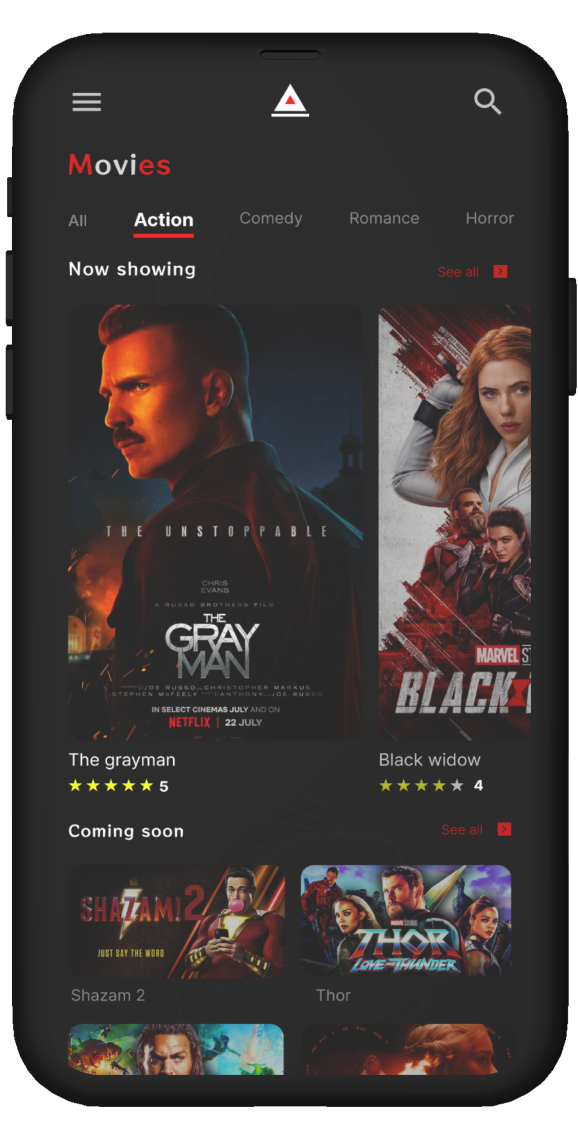 Movies
All
Action
Comedy
Romance
Horror
Now showing
See all
THE UNSTOPPABLE
CHRIS
EVANS
A RUSSO BROTHERS FILM
THE
GRAY
MAN
JOE RUSSO
CHRISTOPHER MARKUS
STEPHEN McFEELY
ANTHONY
JOE RUSSO
IN SELECT CINEMAS JULY AND ON
NETFLIX | 22 JULY
MARVEL
BLACK
The grayman
5
Black widow
4
Coming soon
See all
SHAZAM! 2
JUST SAY THE WORD
MARVEL STUDIOS
THOR
LOVE AND THUNDER
Shazam 2
Thor